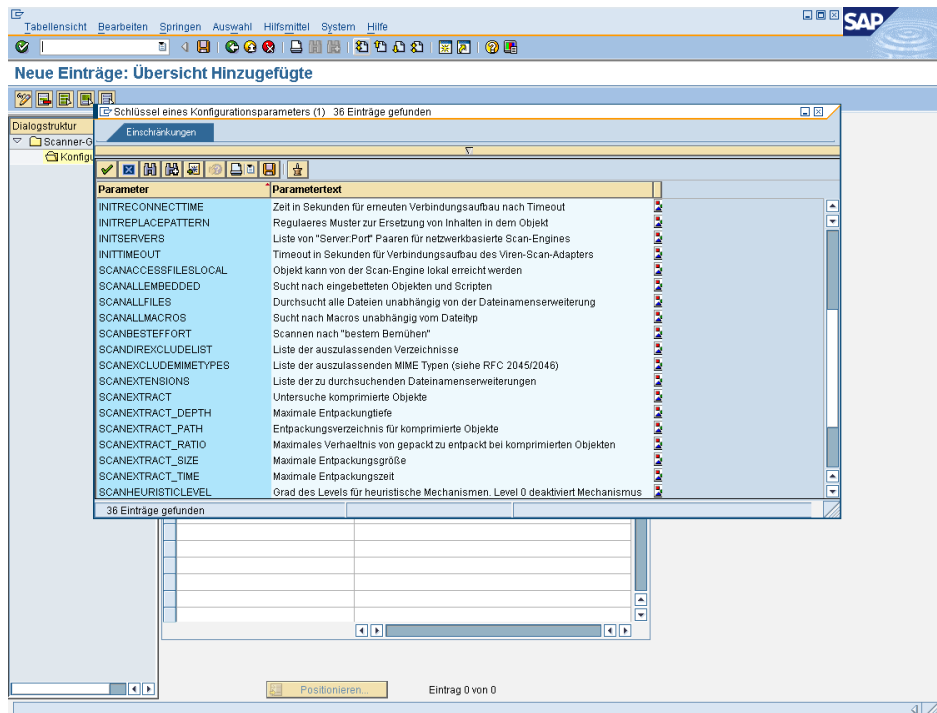 Tabellensicht Bearbeiten Springen Auswahl Hilfsmittel System Hilfe
SAP
Neue Einträge: Übersicht Hinzugefügte
Dialogstruktur
Scanner-G
Konfigu
Schlüssel eines Konfigurationsparameters (1) 36 Einträge gefunden
Einschränkungen
Parameter Parametertext
INITRECONNECTTIME Zeit in Sekunden für erneuten Verbindungsaufbau nach Timeout
INITREPLACEPATTERN Regulaeres Muster zur Ersetzung von Inhalten in dem Objekt
INITSERVERS Liste von "Server:Port" Paaren für netzwerkbasierte Scan-Engines
INITTIMEOUT Timeout in Sekunden für Verbindungsaufbau des Viren-Scan-Adapters
SCANACCESSFILESLOCAL Objekt kann von der Scan-Engine lokal erreicht werden
SCANALLEMBEDDED Sucht nach eingebetteten Objekten und Scripten
SCANALLFILES Durchsucht alle Dateien unabhängig von der Dateinamenserweiterung
SCANALLMACROS Sucht nach Macros unabhängig vom Dateityp
SCANBESTEFFORT Scannen nach "bestem Bemühen"
SCANDIREXCLUDELIST Liste der auszulassenden Verzeichnisse
SCANEXCLUDEMIMETYPES Liste der auszulassenden MIME Typen (siehe RFC 2045/2046)
SCANEXTENSIONS Liste der zu durchsuchenden Dateinamenserweiterungen
SCANEXTRACT Untersuche komprimierte Objekte
SCANEXTRACT_DEPTH Maximale Entpackungtiefe
SCANEXTRACT_PATH Entpackungsverzeichnis für komprimierte Objekte
SCANEXTRACT_RATIO Maximales Verhaeltnis von gepackt zu entpackt bei komprimierten Objekten
SCANEXTRACT_SIZE Maximale Entpackungsgröße
SCANEXTRACT_TIME Maximale Entpackungszeit
SCANHEURISTICLEVEL Grad des Levels für heuristische Mechanismen. Level 0 deaktiviert Mechanismus
36 Einträge gefunden
Positionieren... Eintrag 0 von 0